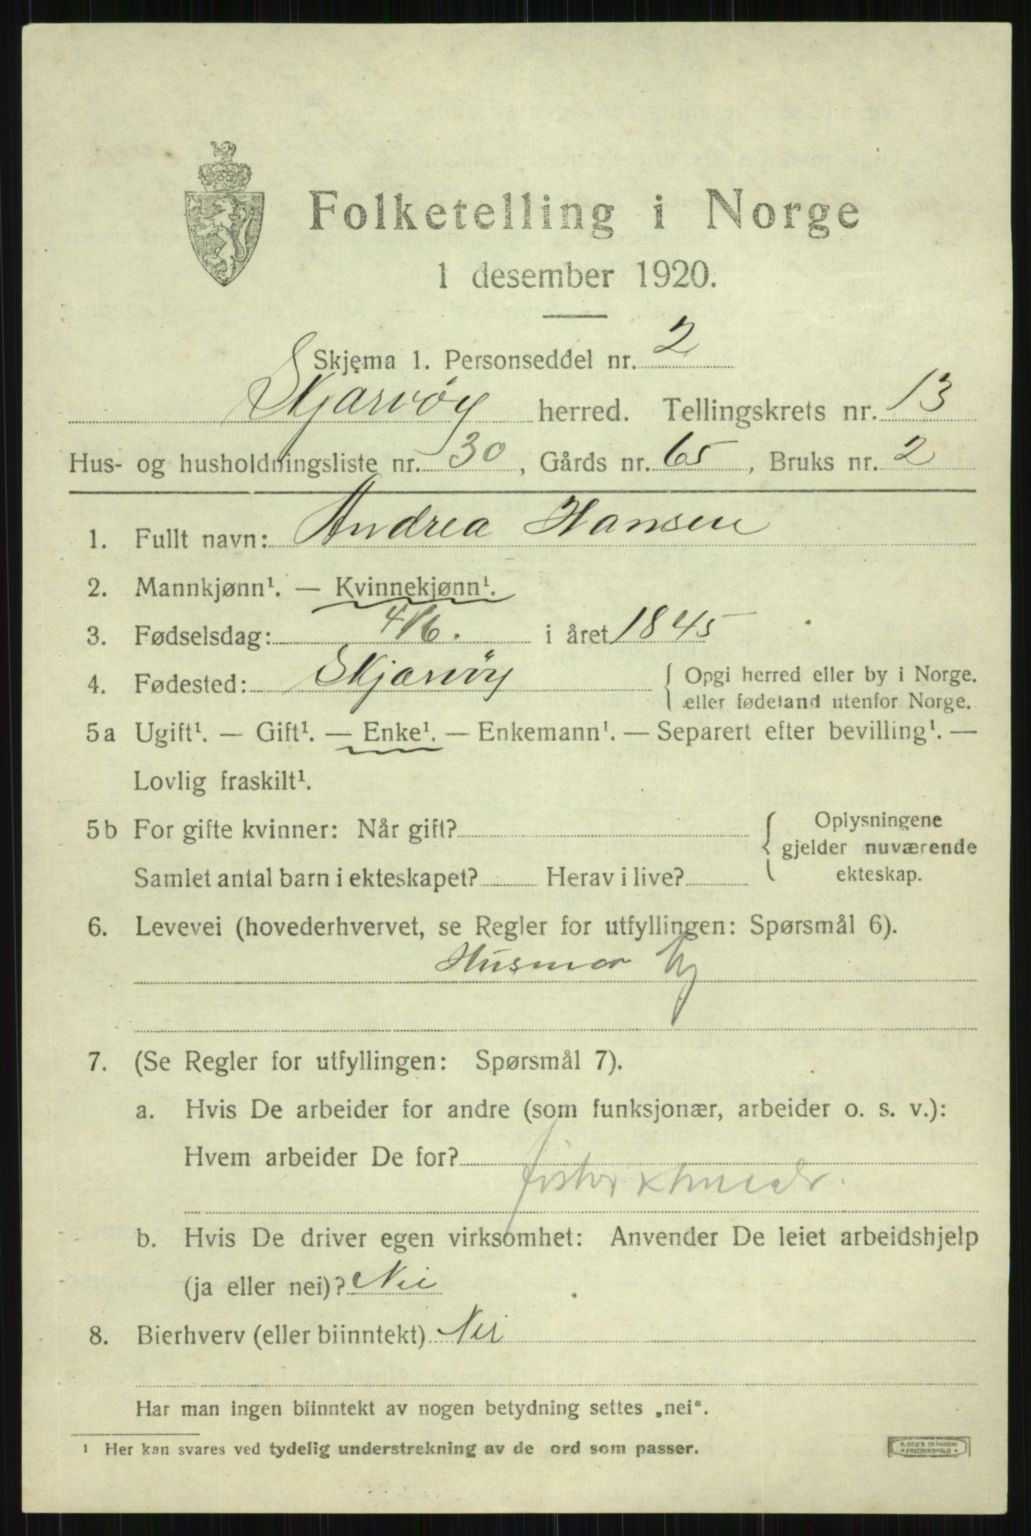 Folketelling i Norge
1 desember 1920.
Skjema 1. Personseddel nr. 2
Skjærvøy herred. Tellingskrets nr. 13
Hus- og husholdningsliste nr. 30, Gårds nr. 65, Bruks nr. 2
1. Fullt navn: Andrea Hansen
2. Mannkjønn¹. — Kvinnekjønn¹.
3. Fødselsdag: 4/6. i året 1845
4. Fødested: Skjærvöy { Opgi herred eller by i Norge.
eller fødeland utenfor Norge.
5a Ugift¹. — Gift¹. — Enke¹. — Enkemann¹. — Separert efter bevilling¹. —
Lovlig fraskilt¹.
5b For gifte kvinner: Når gift?
Samlet antal barn i ekteskapet? Herav i live?
{ Oplysningene
gjelder nuværende
ekteskap.
6. Levevei (hovederhvervet, se Regler for utfyllingen: Spørsmål 6).
Husmor
7. (Se Regler for utfyllingen: Spørsmål 7).
a. Hvis De arbeider for andre (som funksjonær, arbeider o. s. v.):
Hvem arbeider De for?
b. Hvis De driver egen virksomhet: Anvender De leiet arbeidshjelp
(ja eller nei)? Nei
8. Bierhverv (eller biinntekt) Nei
Har man ingen biinntekt av nogen betydning settes „nei“.
¹ Her kan svares ved tydelig understrekning av de ord som passer.